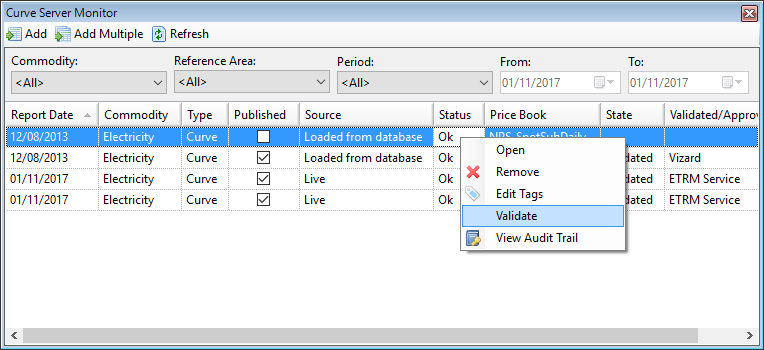 Curve Server Monitor
Add Add Multiple Refresh
Commodity: Reference Area: Period: From: To:
<All> <All> <All> 01/11/2017 01/11/2017
Report Date Commodity Type Published Source Status Price Book State Validated/Approv
12/08/2013 Electricity Curve Loaded from database Ok
12/08/2013 Electricity Curve Loaded from database Ok dated Vizard
01/11/2017 Electricity Curve Live Ok dated ETRM Service
01/11/2017 Electricity Curve Live Ok dated ETRM Service
Open
Remove
Edit Tags
Validate
View Audit Trail